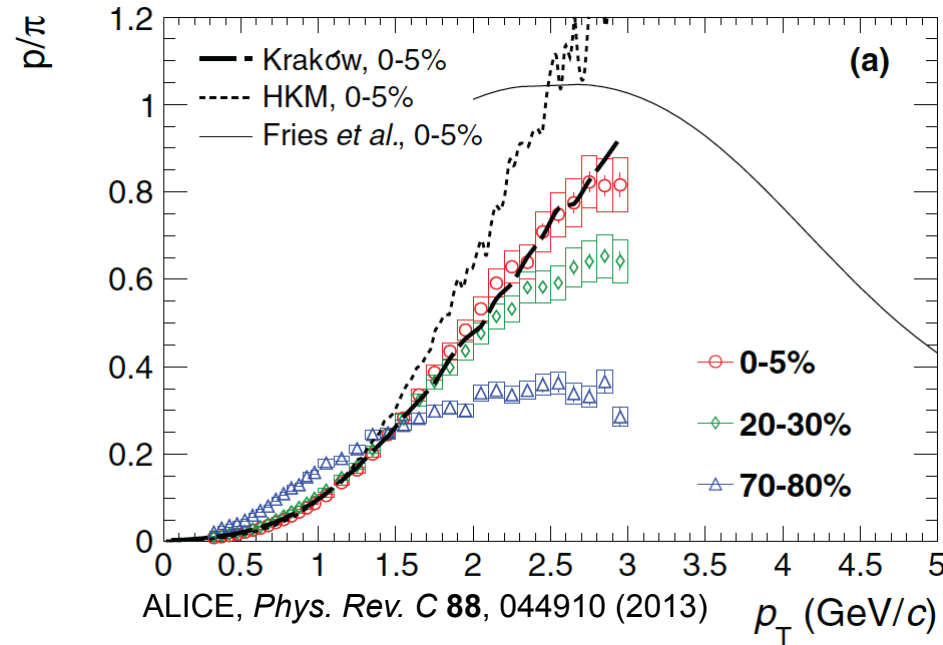 p/π
1.2
1
0.8
0.6
0.4
0.2
0
Kraków, 0-5%
HKM, 0-5%
Fries et al., 0-5%
(a)
0-5%
20-30%
70-80%
0 0.5 1 1.5 2 2.5 3 3.5 4 4.5 5
ALICE, Phys. Rev. C 88, 044910 (2013)
p_T (GeV/c)